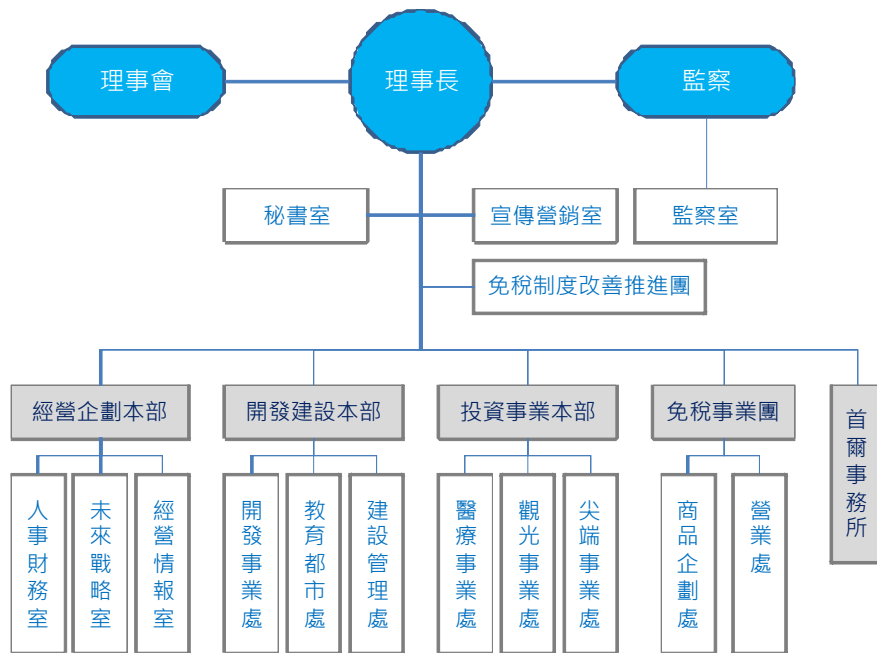 理事會
理事長
監察
秘書室
宣傳營銷室
監察室
免稅制度改善推進團
經營企劃本部
開發建設本部
投資事業本部
免稅事業團
首爾事務所
人事財務室
未來戰略室
經營情報室
開發事業處
教育都市處
建設管理處
醫療事業處
觀光事業處
尖端事業處
商品企劃處
營業處